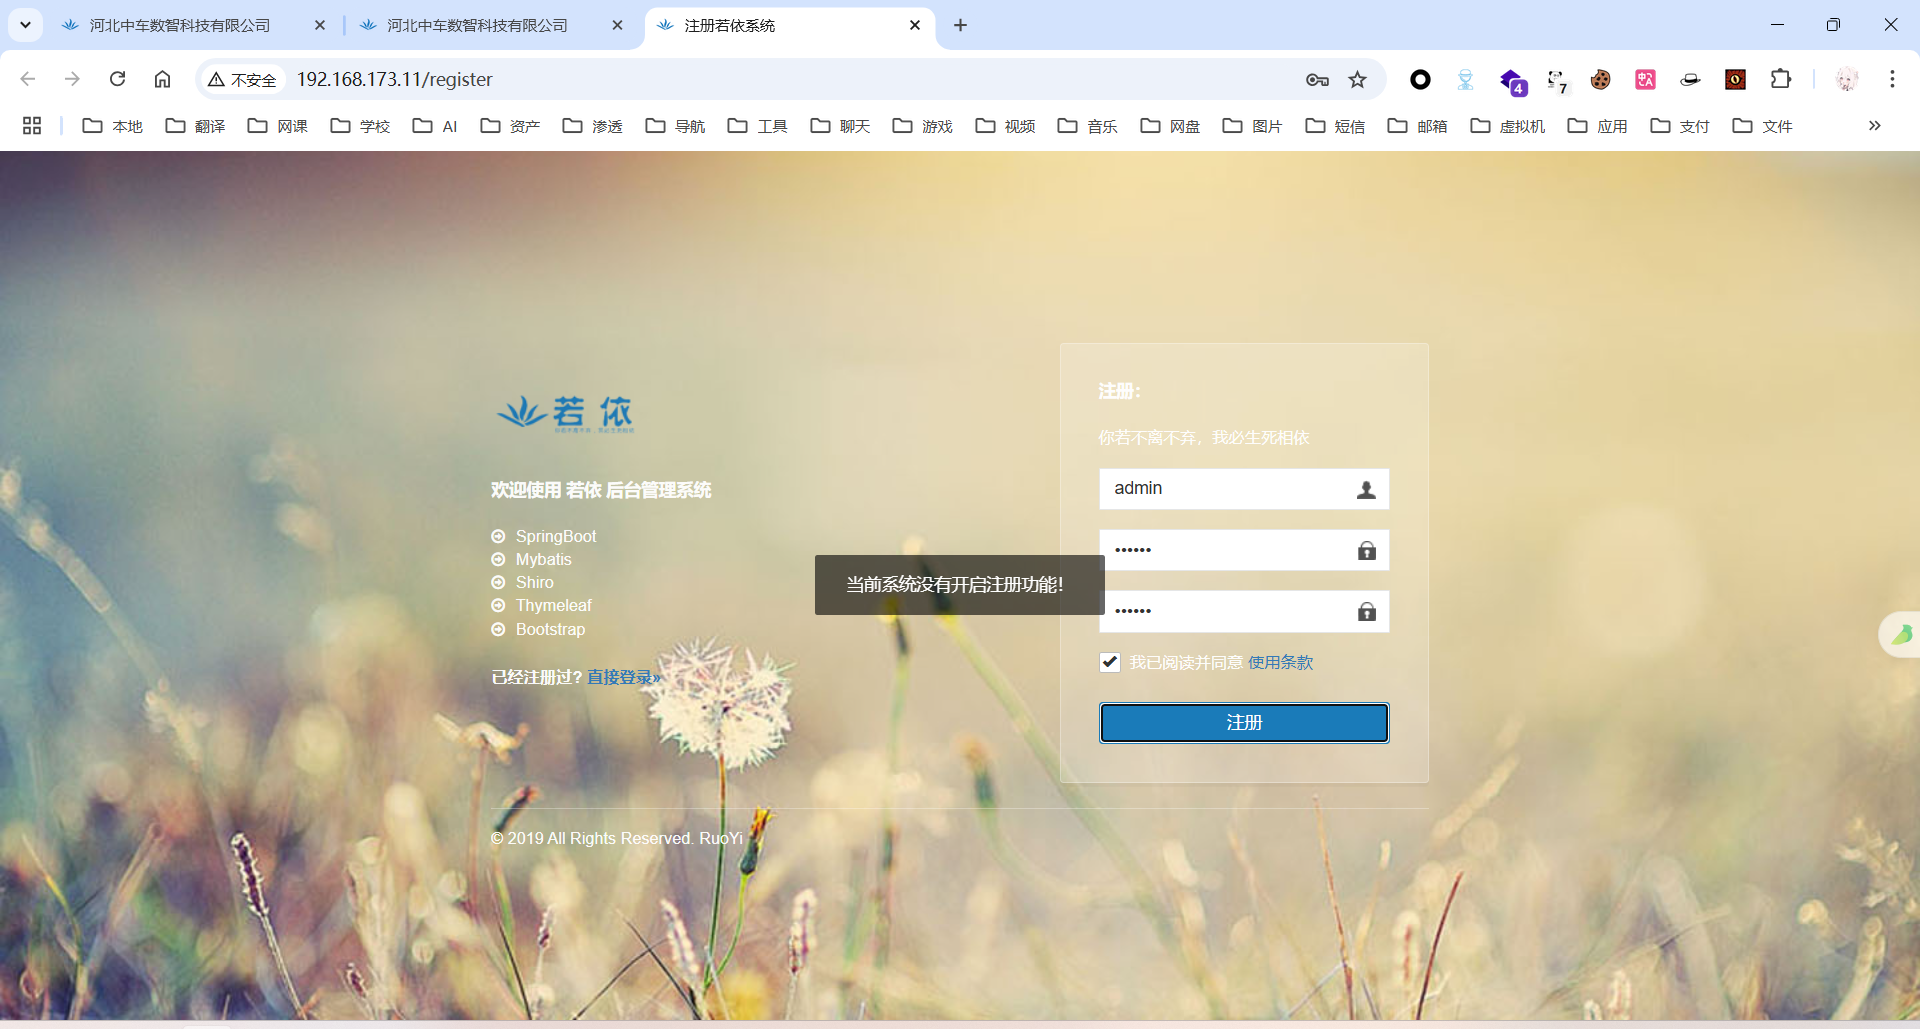 河北中车数智科技有限公司
河北中车数智科技有限公司
注册若依系统
不安全
192.168.173.11/register
4
7
本地
翻译
网课
学校
AI
资产
渗透
导航
工具
聊天
游戏
视频
音乐
网盘
图片
短信
邮箱
虚拟机
应用
支付
文件
若依
欢迎使用 若依 后台管理系统
SpringBoot
Mybatis
Shiro
Thymeleaf
Bootstrap
已经注册过? 直接登录»
注册:
你若不离不弃，我必生死相依
admin
••••••
••••••
我已阅读并同意 使用条款
注册
当前系统没有开启注册功能！
© 2019 All Rights Reserved. RuoYi